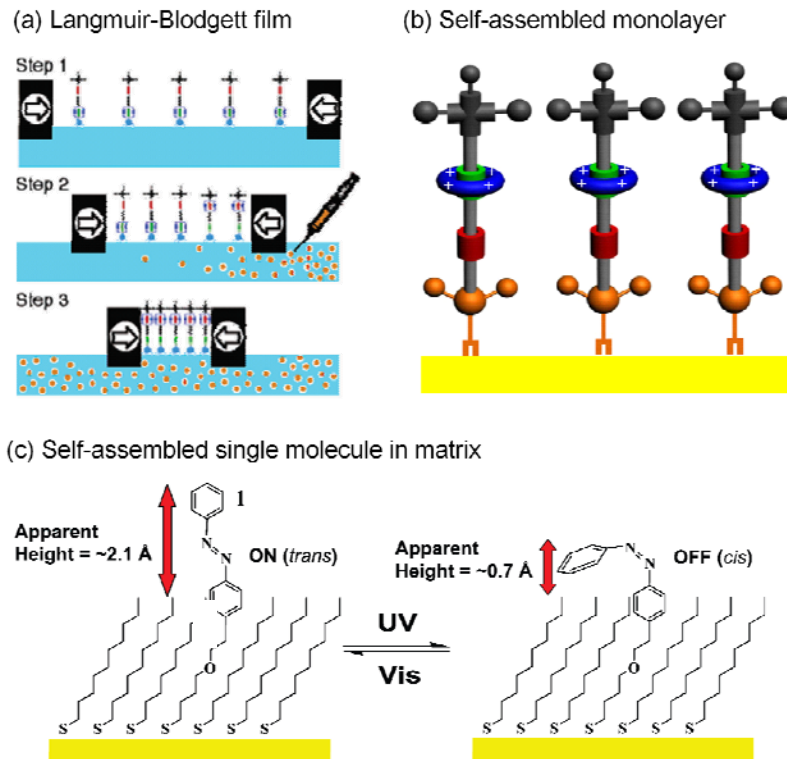 (a) Langmuir-Blodgett film
Step 1
Step 2
Step 3
(b) Self-assembled monolayer
+ +
+ +
+ +
+ +
+ +
+ +
(c) Self-assembled single molecule in matrix
1
Apparent
Height = ~2.1 Å
N
N
ON (trans)
O
S S S S S S S
UV
Vis
Apparent
Height = ~0.7 Å
N
N
OFF (cis)
O
S S S S S S S